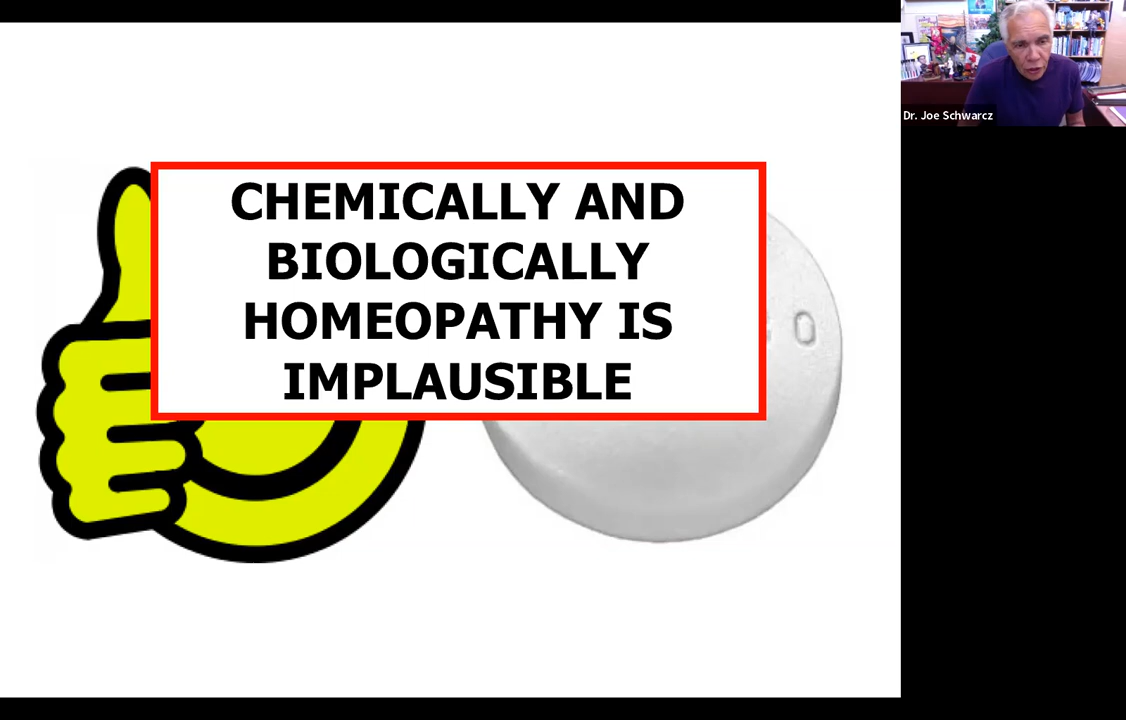 CHEMICALLY AND
BIOLOGICALLY
HOMEOPATHY IS
IMPLAUSIBLE
Dr. Joe Schwarcz